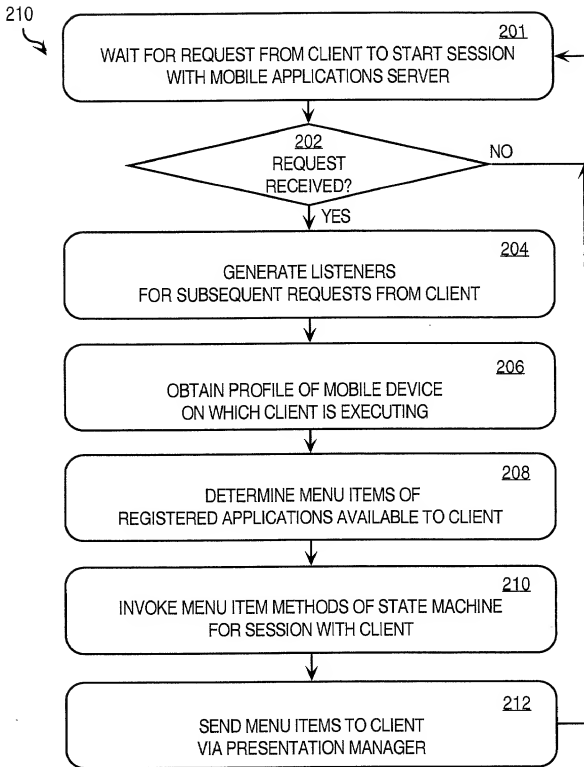 210
201
WAIT FOR REQUEST FROM CLIENT TO START SESSION
WITH MOBILE APPLICATIONS SERVER
202
REQUEST
RECEIVED?
NO
YES
204
GENERATE LISTENERS
FOR SUBSEQUENT REQUESTS FROM CLIENT
206
OBTAIN PROFILE OF MOBILE DEVICE
ON WHICH CLIENT IS EXECUTING
208
DETERMINE MENU ITEMS OF
REGISTERED APPLICATIONS AVAILABLE TO CLIENT
210
INVOKE MENU ITEM METHODS OF STATE MACHINE
FOR SESSION WITH CLIENT
212
SEND MENU ITEMS TO CLIENT
VIA PRESENTATION MANAGER